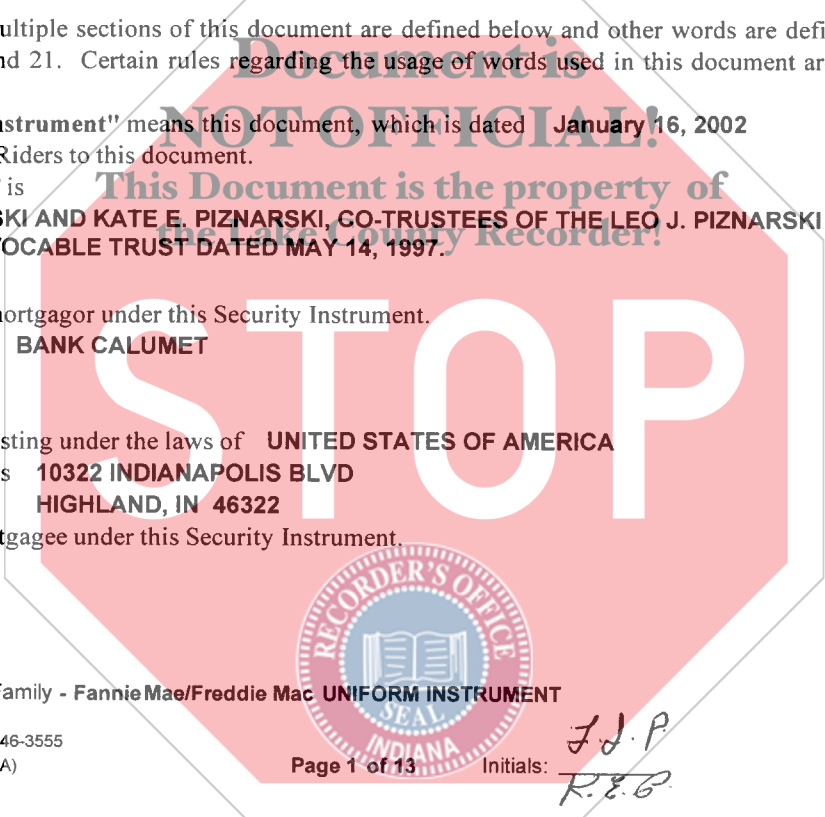 ultiple sections of this document are defined below and other words are defi
nd 21. Certain rules regarding the usage of words used in this document ar
Document is
nstrument" means this document, which is dated January 16, 2002
NOT OFFICIAL!
Riders to this document.
is
This Document is the property of
SKI AND KATE E. PIZNARSKI, CO-TRUSTEES OF THE LEO J. PIZNARSKI
the Lake County Recorder!
OCABLE TRUST DATED MAY 14, 1997.
STOP
ortgagor under this Security Instrument.
BANK CALUMET
sting under the laws of UNITED STATES OF AMERICA
s 10322 INDIANAPOLIS BLVD
HIGHLAND, IN 46322
tgagee under this Security Instrument.
RECORDER'S OFFICE
SEAL
INDIANA
Family - Fannie Mae/Freddie Mac UNIFORM INSTRUMENT
46-3555
A)
Page 1 of 13 Initials: